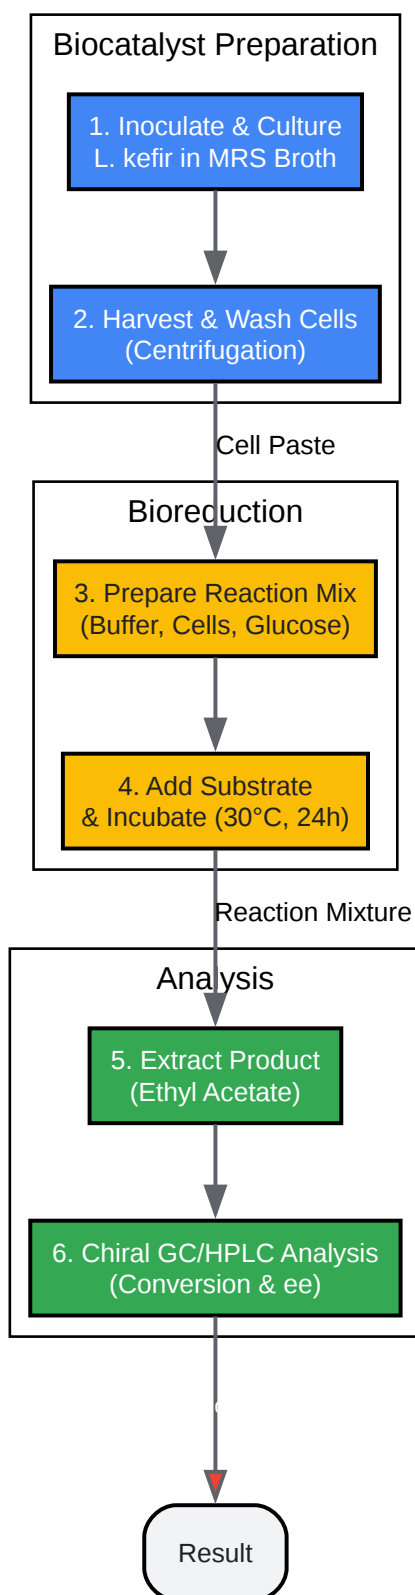 Biocatalyst Preparation
1. Inoculate & Culture
L. kefir in MRS Broth
2. Harvest & Wash Cells
(Centrifugation)
Cell Paste
Bioreduction
3. Prepare Reaction Mix
(Buffer, Cells, Glucose)
4. Add Substrate
& Incubate (30°C, 24h)
Reaction Mixture
Analysis
5. Extract Product
(Ethyl Acetate)
6. Chiral GC/HPLC Analysis
(Conversion & ee)
Result